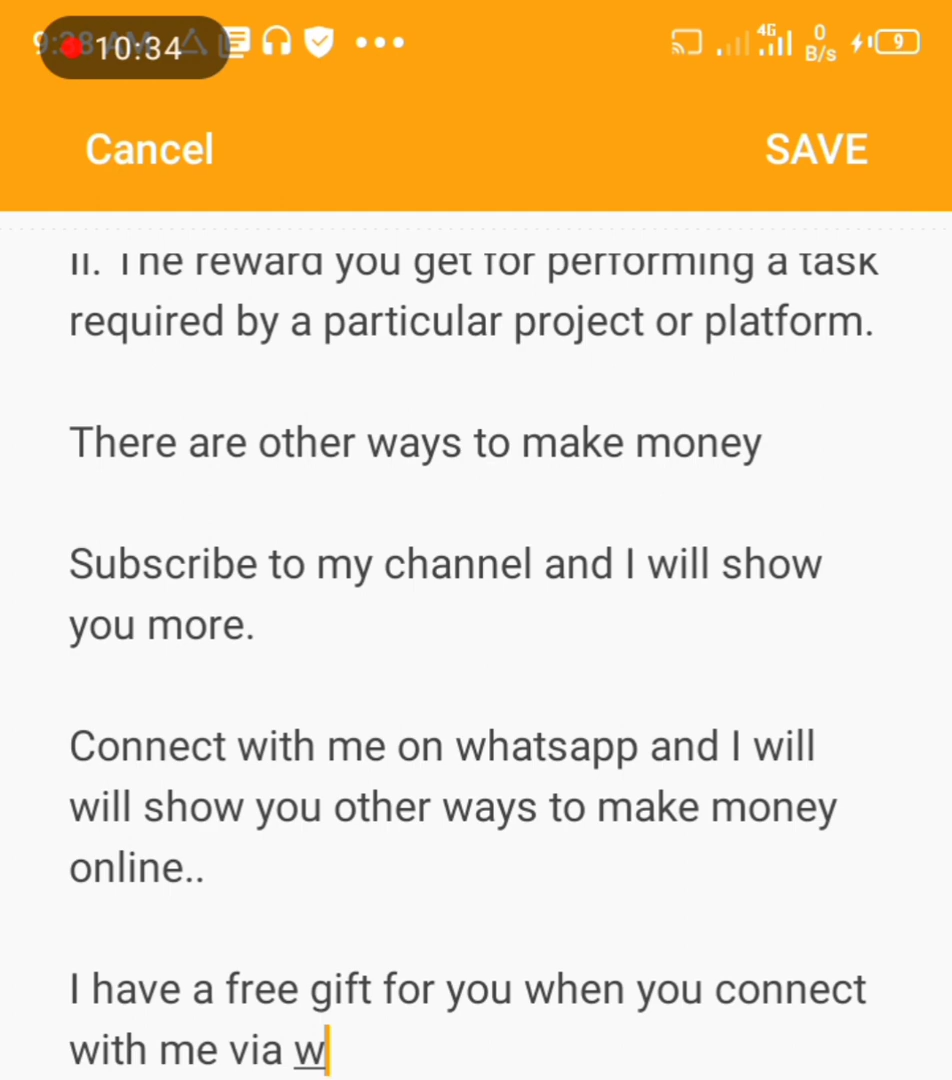 10:34
4G 0 B/s 9
Cancel SAVE
II. The reward you get for performing a task
required by a particular project or platform.
There are other ways to make money
Subscribe to my channel and I will show
you more.
Connect with me on whatsapp and I will
will show you other ways to make money
online..
I have a free gift for you when you connect
with me via w